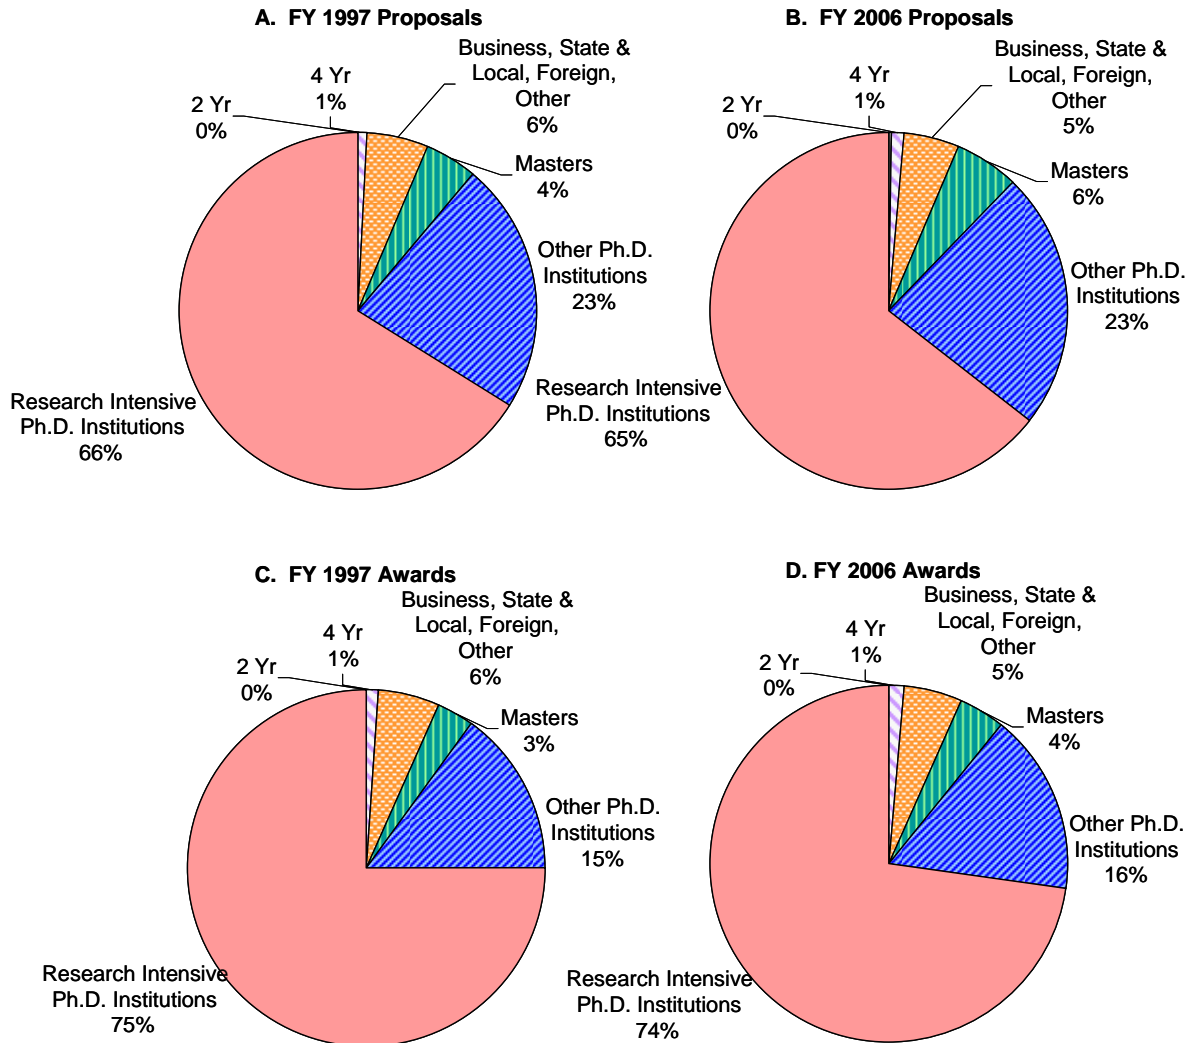 A.  FY 1997 Proposals
2 Yr
0%
4 Yr
1%
Business, State &
Local, Foreign,
Other
6%
Masters
4%
Other Ph.D.
Institutions
23%
Research Intensive
Ph.D. Institutions
66%
B.  FY 2006 Proposals
2 Yr
0%
4 Yr
1%
Business, State &
Local, Foreign,
Other
5%
Masters
6%
Other Ph.D.
Institutions
23%
Research Intensive
Ph.D. Institutions
65%
C.  FY 1997 Awards
2 Yr
0%
4 Yr
1%
Business, State &
Local, Foreign,
Other
6%
Masters
3%
Other Ph.D.
Institutions
15%
Research Intensive
Ph.D. Institutions
75%
D. FY 2006 Awards
2 Yr
0%
4 Yr
1%
Business, State &
Local, Foreign,
Other
5%
Masters
4%
Other Ph.D.
Institutions
16%
Research Intensive
Ph.D. Institutions
74%